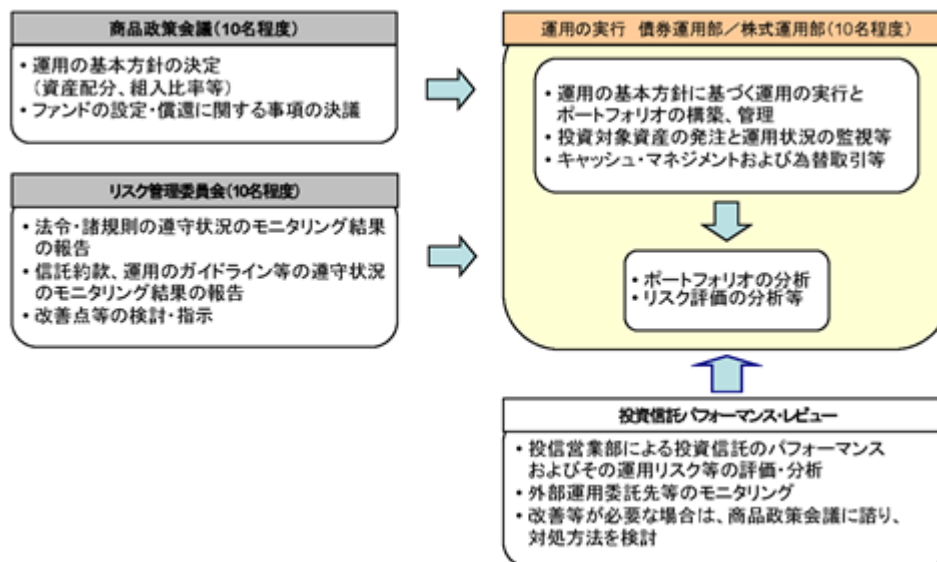 商品政策会議(10名程度)
• 運用の基本方針の決定
(資産配分、組入比率等)
• ファンドの設定・償還に関する事項の決議
リスク管理委員会(10名程度)
• 法令・諸規則の遵守状況のモニタリング結果
の報告
• 信託約款、運用のガイドライン等の遵守状況
のモニタリング結果の報告
• 改善点等の検討・指示
運用の実行 債券運用部/株式運用部(10名程度)
• 運用の基本方針に基づく運用の実行と
ポートフォリオの構築、管理
• 投資対象資産の発注と運用状況の監視等
• キャッシュ・マネジメントおよび為替取引等
• ポートフォリオの分析
• リスク評価の分析等
投資信託パフォーマンス・レビュー
• 投信営業部による投資信託のパフォーマンス
およびその運用リスク等の評価・分析
• 外部運用委託先等のモニタリング
• 改善等が必要な場合は、商品政策会議に諮り、
対処方法を検討